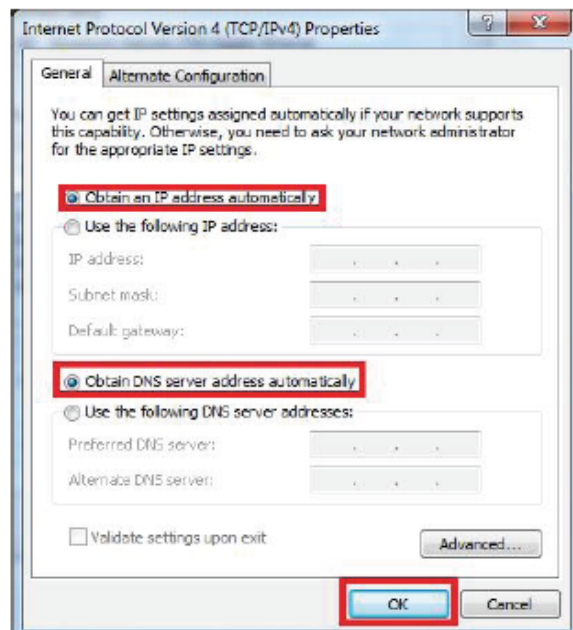 Internet Protocol Version 4 (TCP/IPv4) Properties
General
Alternate Configuration
You can get IP settings assigned automatically if your network supports
this capability. Otherwise, you need to ask your network administrator
for the appropriate IP settings.
Obtain an IP address automatically
Use the following IP address:
IP address:
Subnet mask:
Default gateway:
Obtain DNS server address automatically
Use the following DNS server addresses:
Preferred DNS server:
Alternate DNS server:
Validate settings upon exit
Advanced...
OK
Cancel